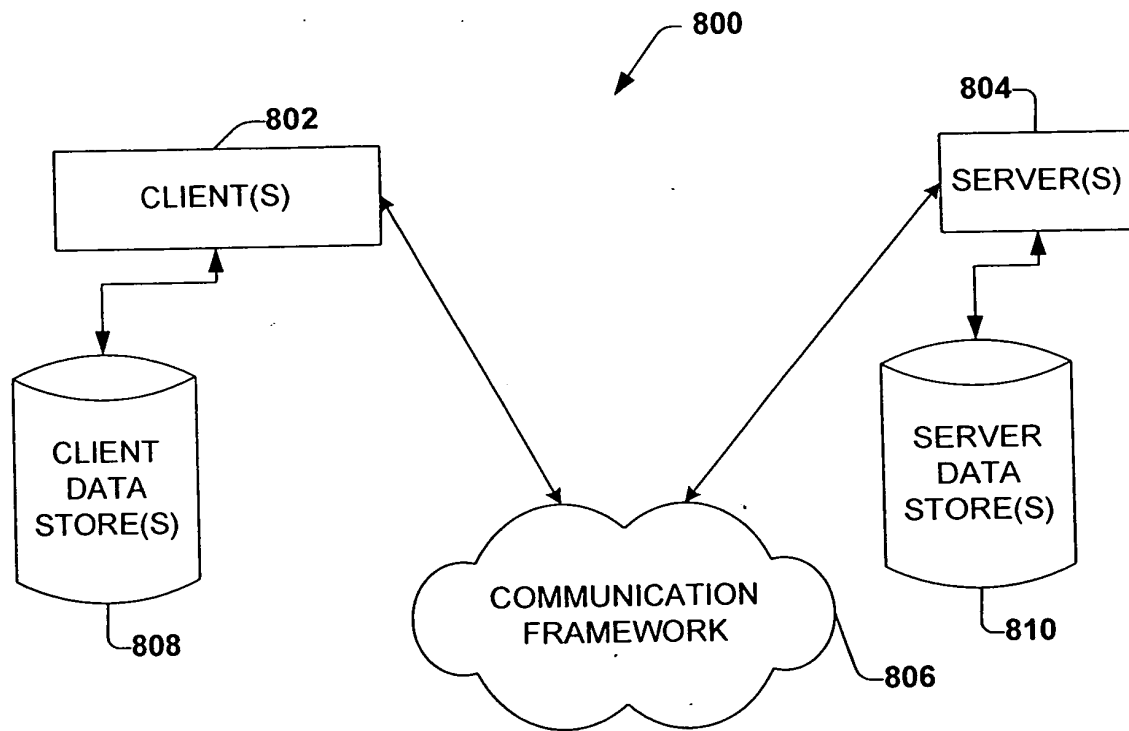 800
802
804
CLIENT(S)
SERVER(S)
CLIENT
DATA
STORE(S)
SERVER
DATA
STORE(S)
COMMUNICATION
FRAMEWORK
808
810
806